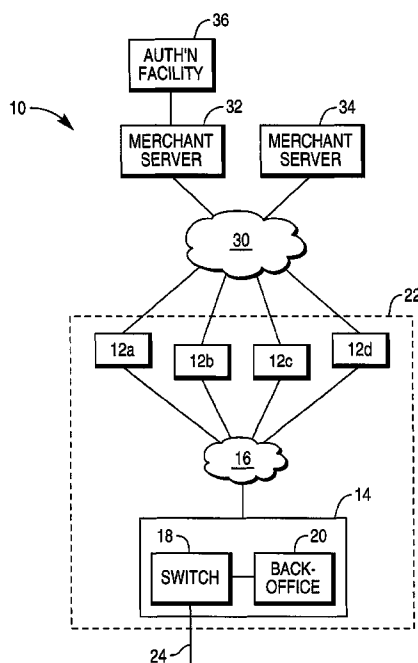 36
AUTH'N
FACILITY
10
32
34
MERCHANT
SERVER
MERCHANT
SERVER
30
22
12a
12b
12c
12d
16
14
18
20
SWITCH
BACK-
OFFICE
24